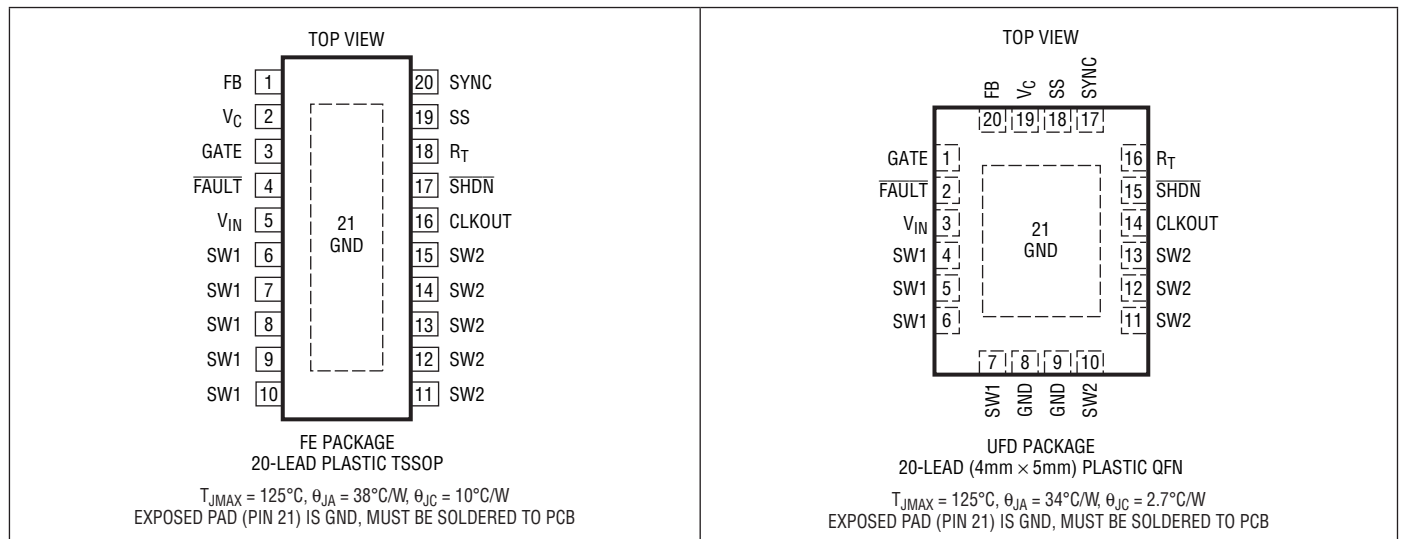 TOP VIEW
FB 1
V_C 2
GATE 3
F̅A̅U̅L̅T̅ 4
V_IN 5
SW1 6
SW1 7
SW1 8
SW1 9
SW1 10
20 SYNC
19 SS
18 R_T
17 S̅H̅D̅N̅
16 CLKOUT
15 SW2
14 SW2
13 SW2
12 SW2
11 SW2
21
GND
FE PACKAGE
20-LEAD PLASTIC TSSOP
T_JMAX = 125°C, θ_JA = 38°C/W, θ_JC = 10°C/W
EXPOSED PAD (PIN 21) IS GND, MUST BE SOLDERED TO PCB
TOP VIEW
FB V_C SS SYNC
20 19 18 17
GATE 1
F̅A̅U̅L̅T̅ 2
V_IN 3
SW1 4
SW1 5
SW1 6
16 R_T
15 S̅H̅D̅N̅
14 CLKOUT
13 SW2
12 SW2
11 SW2
21
GND
7 8 9 10
SW1 GND GND SW2
UFD PACKAGE
20-LEAD (4mm × 5mm) PLASTIC QFN
T_JMAX = 125°C, θ_JA = 34°C/W, θ_JC = 2.7°C/W
EXPOSED PAD (PIN 21) IS GND, MUST BE SOLDERED TO PCB